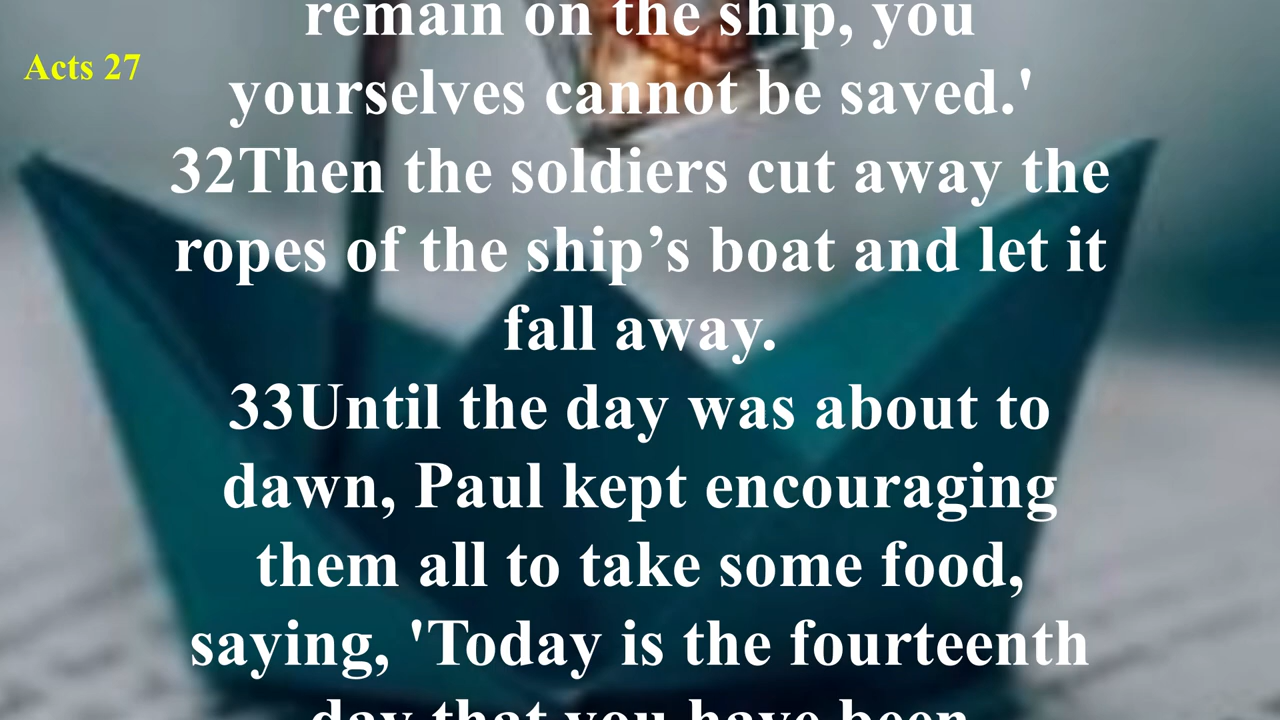 remain on the ship, you
Acts 27
yourselves cannot be saved.'
32Then the soldiers cut away the
ropes of the ship’s boat and let it
fall away.
33Until the day was about to
dawn, Paul kept encouraging
them all to take some food,
saying, 'Today is the fourteenth
day that you have been